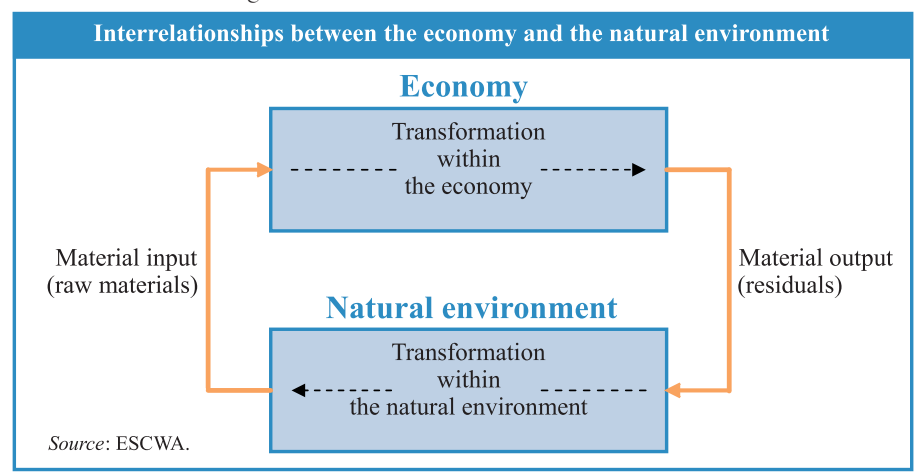 Interrelationships between the economy and the natural environment
Economy
Transformation
within
the economy
Material input
(raw materials)
Material output
(residuals)
Natural environment
Transformation
within
the natural environment
Source: ESCWA.